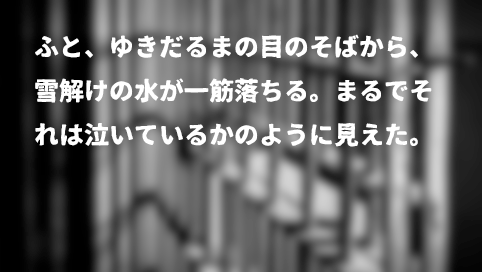 ふと、ゆきだるまの目のそばから、
雪解けの水が一筋落ちる。まるでそ
れは泣いているかのように見えた。